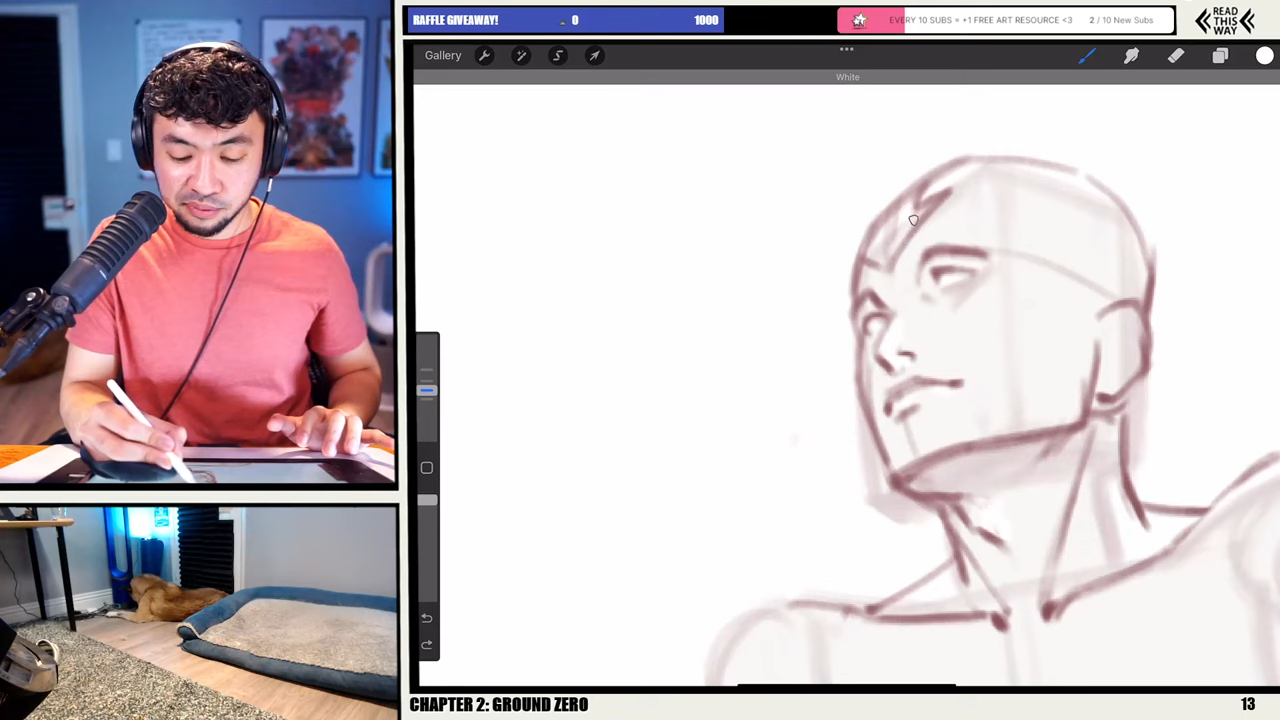 RAFFLE GIVEAWAY! 0 1000
EVERY 10 SUBS = +1 FREE ART RESOURCE <3 2 / 10 New Subs
READ
THIS
WAY
Gallery
White
CHAPTER 2: GROUND ZERO 13